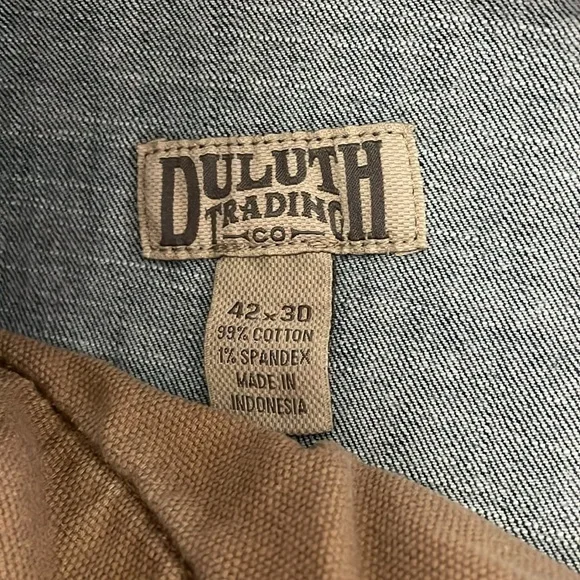 DULUTH
TRADING
CO
42x30
99% COTTON
1% SPANDEX
MADE IN
INDONESIA